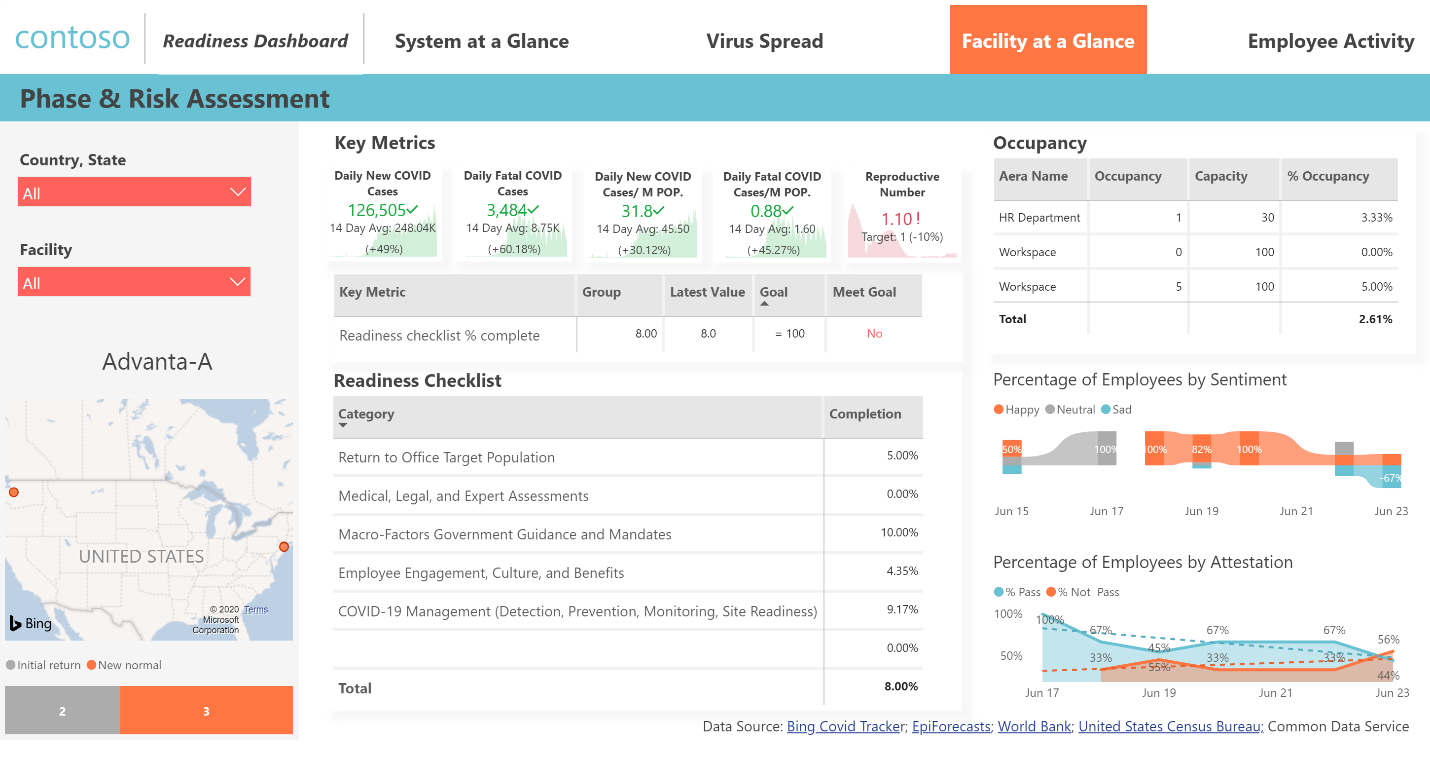 contoso
Readiness Dashboard
System at a Glance
Virus Spread
Facility at a Glance
Employee Activity
Phase & Risk Assessment
Country, State
All
Facility
All
Advanta-A
UNITED STATES
© 2020 Terms
Microsoft
Corporation
Bing
Initial return New normal
2 3
Key Metrics
Daily New COVID
Cases
126,505
14 Day Avg: 248.04K
(+49%)
Daily Fatal COVID
Cases
3,484
14 Day Avg: 8.75K
(+60.18%)
Daily New COVID
Cases/ M POP.
31.8
14 Day Avg: 45.50
(+30.12%)
Daily Fatal COVID
Cases/M POP.
0.88
14 Day Avg: 1.60
(+45.27%)
Reproductive
Number
1.10 !
Target: 1 (-10%)
Key Metric Group Latest Value Goal Meet Goal
Readiness checklist % complete 8.00 8.0 = 100 No
Readiness Checklist
Category Completion
Return to Office Target Population 5.00%
Medical, Legal, and Expert Assessments 0.00%
Macro-Factors Government Guidance and Mandates 10.00%
Employee Engagement, Culture, and Benefits 4.35%
COVID-19 Management (Detection, Prevention, Monitoring, Site Readiness) 9.17%
0.00%
Total 8.00%
Occupancy
Aera Name Occupancy Capacity % Occupancy
HR Department 1 30 3.33%
Workspace 0 100 0.00%
Workspace 5 100 5.00%
Total 2.61%
Percentage of Employees by Sentiment
Happy Neutral Sad
50% 100% 100% 82% 100% -67%
Jun 15 Jun 17 Jun 19 Jun 21 Jun 23
Percentage of Employees by Attestation
% Pass % Not Pass
100%
50%
100% 67% 45% 67% 67% 56%
33% 55% 33% 33% 44%
Jun 17 Jun 19 Jun 21 Jun 23
Data Source: Bing Covid Tracker; EpiForecasts; World Bank; United States Census Bureau; Common Data Service